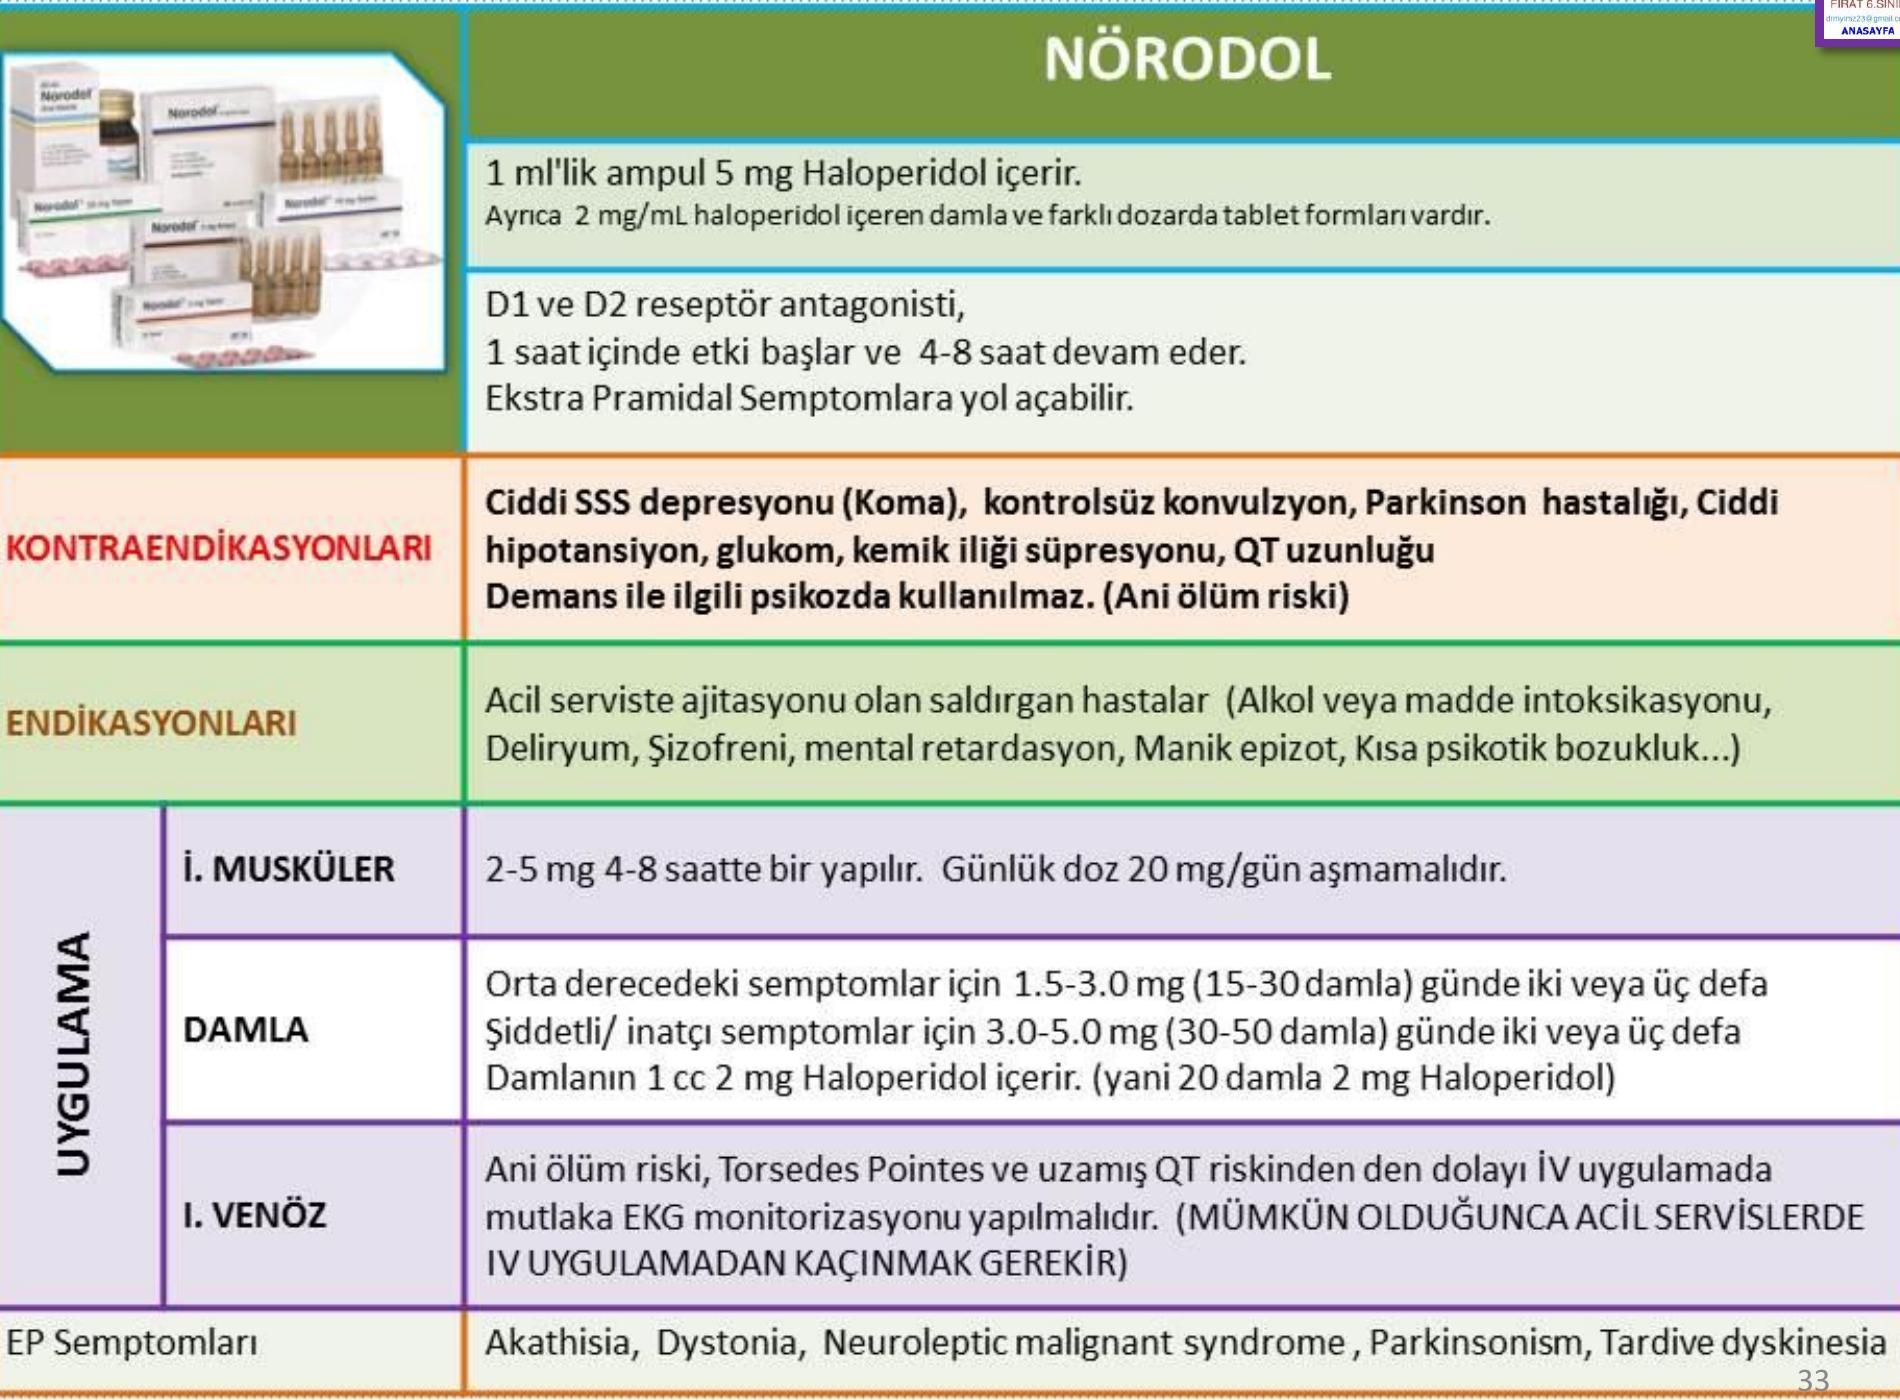 FIRAT 6.SINI
ANASAYFA
NÖRODOL
Norodol
Norodol
Norodol
Norodol
Norodol
Norodol
1 ml'lik ampul 5 mg Haloperidol içerir.
Ayrıca 2 mg/mL haloperidol içeren damla ve farklı dozarda tablet formları vardır.
D1 ve D2 reseptör antagonisti,
1 saat içinde etki başlar ve 4-8 saat devam eder.
Ekstra Pramidal Semptomlara yol açabilir.
KONTRAENDİKASYONLARI
Ciddi SSS depresyonu (Koma), kontrolsüz konvulzyon, Parkinson hastalığı, Ciddi
hipotansiyon, glukom, kemik iliği süpresyonu, QT uzunluğu
Demans ile ilgili psikozda kullanılmaz. (Ani ölüm riski)
ENDİKASYONLARI
Acil serviste ajitasyonu olan saldırgan hastalar (Alkol veya madde intoksikasyonu,
Deliryum, Şizofreni, mental retardasyon, Manik epizot, Kısa psikotik bozukluk...)
UYGULAMA
İ. MUSKÜLER
2-5 mg 4-8 saatte bir yapılır. Günlük doz 20 mg/gün aşmamalıdır.
DAMLA
Orta derecedeki semptomlar için 1.5-3.0 mg (15-30 damla) günde iki veya üç defa
Şiddetli/ inatçı semptomlar için 3.0-5.0 mg (30-50 damla) günde iki veya üç defa
Damlanın 1 cc 2 mg Haloperidol içerir. (yani 20 damla 2 mg Haloperidol)
I. VENÖZ
Ani ölüm riski, Torsedes Pointes ve uzamış QT riskinden den dolayı İV uygulamada
mutlaka EKG monitorizasyonu yapılmalıdır. (MÜMKÜN OLDUĞUNCA ACİL SERVİSLERDE
IV UYGULAMADAN KAÇINMAK GEREKİR)
EP Semptomları
Akathisia, Dystonia, Neuroleptic malignant syndrome , Parkinsonism, Tardive dyskinesia
33